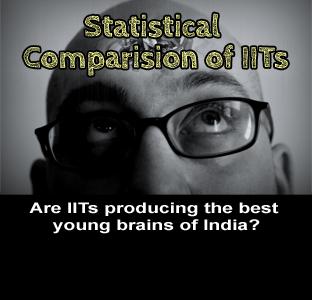 Statistical
Comparision of IITs
Are IITs producing the best
young brains of India?